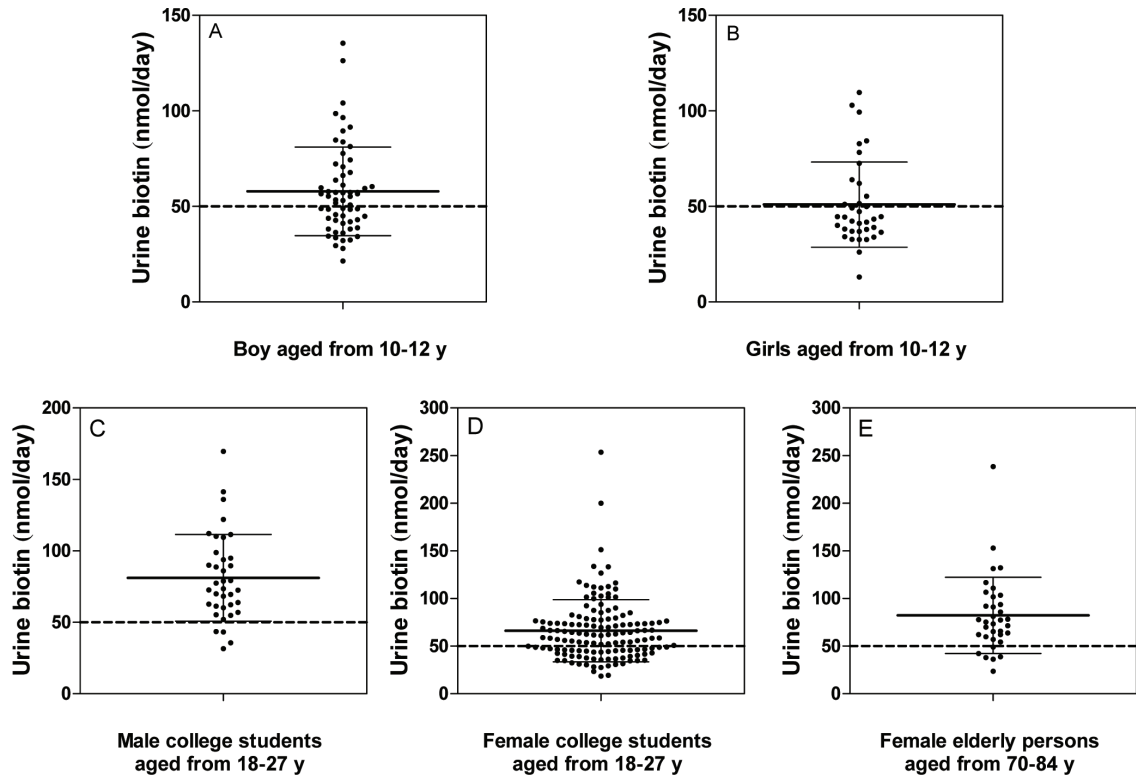 A
Urine biotin (nmol/day)
150
100
50
0
Boy aged from 10-12 y
B
Urine biotin (nmol/day)
150
100
50
0
Girls aged from 10-12 y
C
Urine biotin (nmol/day)
200
150
100
50
0
Male college students
aged from 18-27 y
D
Urine biotin (nmol/day)
300
250
200
150
100
50
0
Female college students
aged from 18-27 y
E
Urine biotin (nmol/day)
300
250
200
150
100
50
0
Female elderly persons
aged from 70-84 y